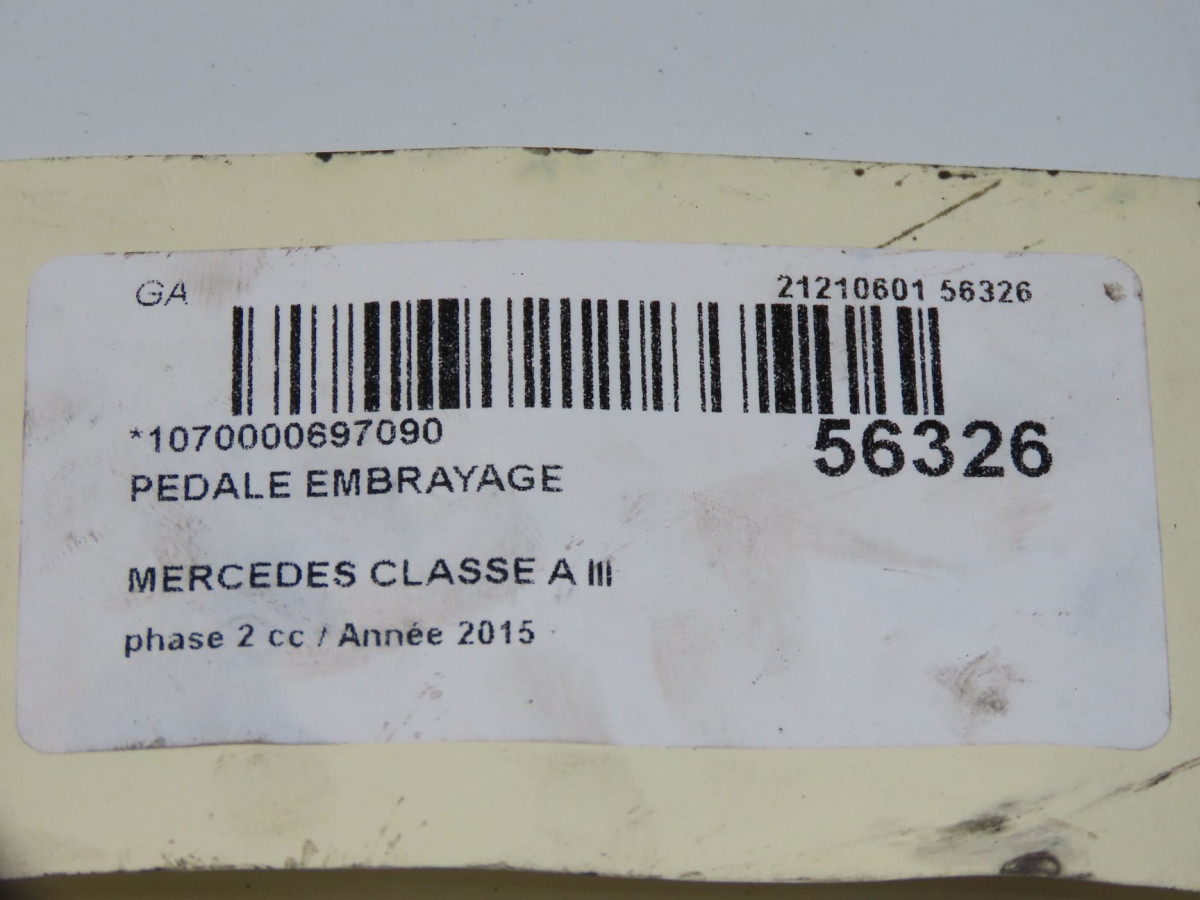 GA 21210601 56326
*1070000697090 56326
PEDALE EMBRAYAGE
MERCEDES CLASSE A III
phase 2 cc / Année 2015